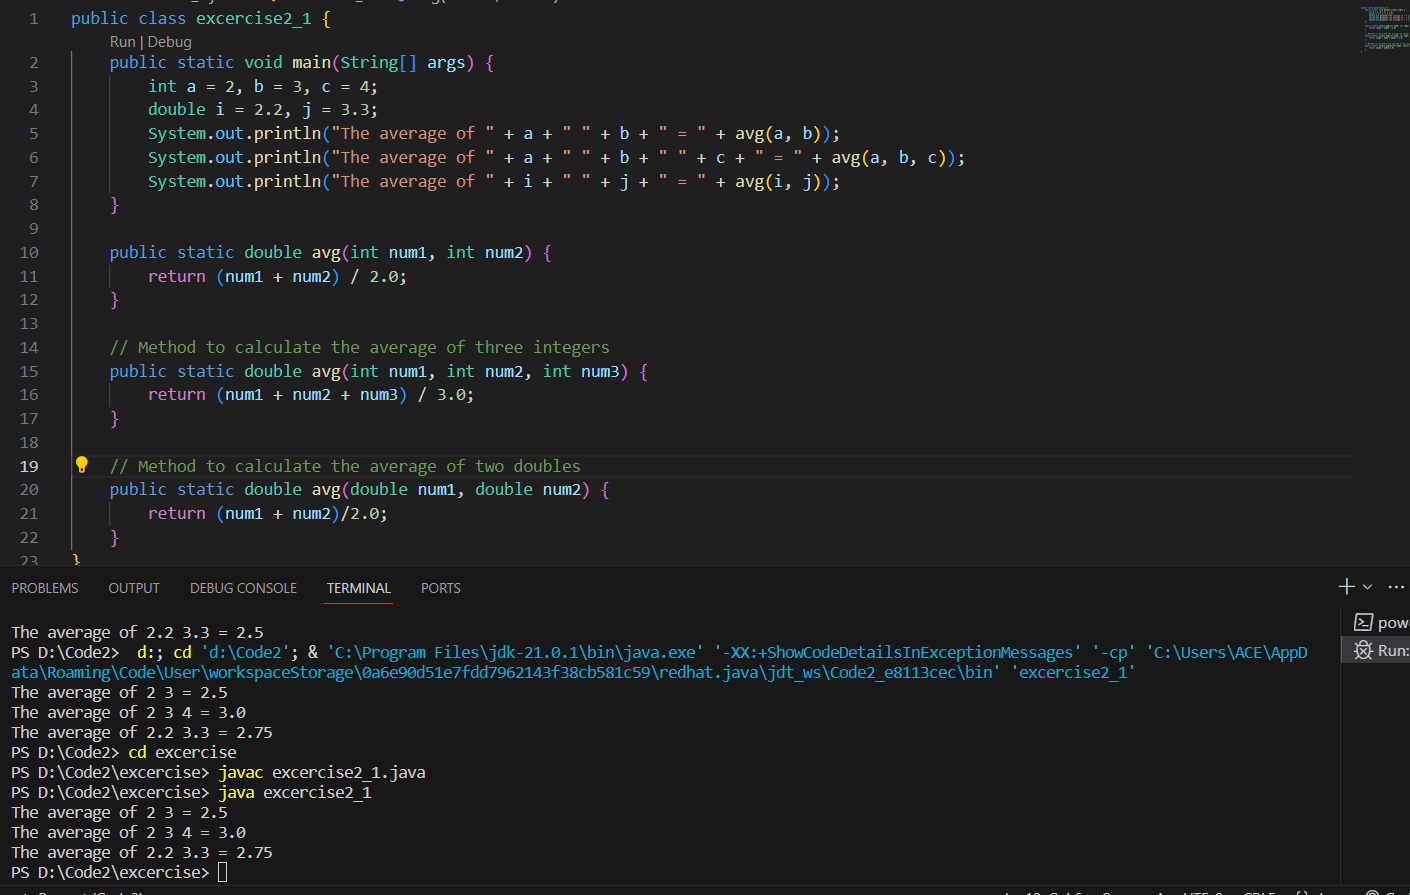 1 public class excercise2_1 {
Run | Debug
2 public static void main(String[] args) {
3 int a = 2, b = 3, c = 4;
4 double i = 2.2, j = 3.3;
5 System.out.println("The average of " + a + " " + b + " = " + avg(a, b));
6 System.out.println("The average of " + a + " " + b + " " + c + " = " + avg(a, b, c));
7 System.out.println("The average of " + i + " " + j + " = " + avg(i, j));
8 }
9
10 public static double avg(int num1, int num2) {
11 return (num1 + num2) / 2.0;
12 }
13
14 // Method to calculate the average of three integers
15 public static double avg(int num1, int num2, int num3) {
16 return (num1 + num2 + num3) / 3.0;
17 }
18
19 // Method to calculate the average of two doubles
20 public static double avg(double num1, double num2) {
21 return (num1 + num2)/2.0;
22 }
23 }
PROBLEMS OUTPUT DEBUG CONSOLE TERMINAL PORTS
The average of 2.2 3.3 = 2.5
PS D:\Code2>  d:; cd 'd:\Code2'; & 'C:\Program Files\jdk-21.0.1\bin\java.exe' '-XX:+ShowCodeDetailsInExceptionMessages' '-cp' 'C:\Users\ACE\AppD
ata\Roaming\Code\User\workspaceStorage\0a6e90d51e7fdd7962143f38cb581c59\redhat.java\jdt_ws\Code2_e8113cec\bin' 'excercise2_1'
The average of 2 3 = 2.5
The average of 2 3 4 = 3.0
The average of 2.2 3.3 = 2.75
PS D:\Code2> cd excercise
PS D:\Code2\excercise> javac excercise2_1.java
PS D:\Code2\excercise> java excercise2_1
The average of 2 3 = 2.5
The average of 2 3 4 = 3.0
The average of 2.2 3.3 = 2.75
PS D:\Code2\excercise>
pow
Run: